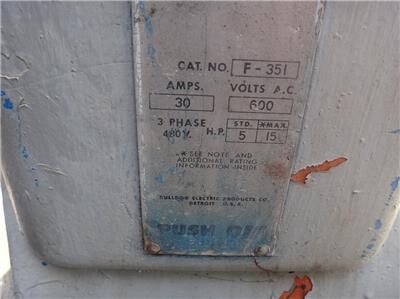 CAT. NO. F-351
AMPS. VOLTS A.C.
30 600
3 PHASE
480V. H.P. STD. *MAX.
5 15
* SEE NOTE AND
ADDITIONAL RATING
INFORMATION INSIDE
BULLDOG ELECTRIC PRODUCTS CO.
DETROIT U.S.A.
PUSH